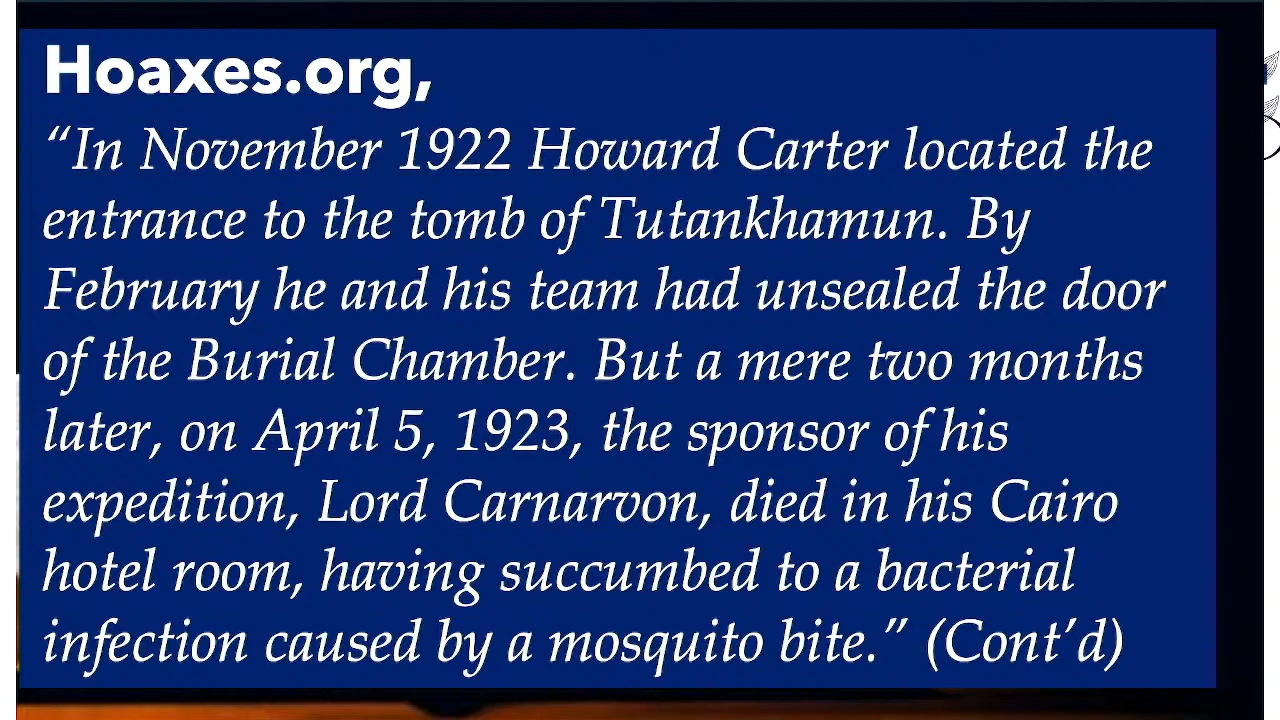 Hoaxes.org,
“In November 1922 Howard Carter located the
entrance to the tomb of Tutankhamun. By
February he and his team had unsealed the door
of the Burial Chamber. But a mere two months
later, on April 5, 1923, the sponsor of his
expedition, Lord Carnarvon, died in his Cairo
hotel room, having succumbed to a bacterial
infection caused by a mosquito bite.” (Cont’d)